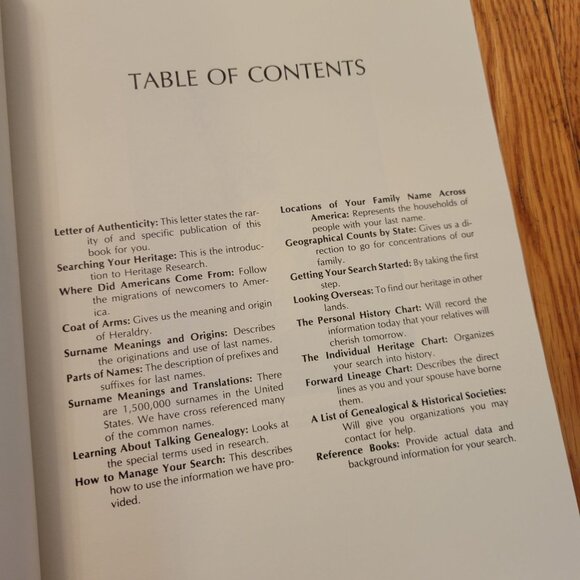 TABLE OF CONTENTS
Letter of Authenticity: This letter states the rar-
ity of and specific publication of this
book for you.
Searching Your Heritage: This is the introduc-
tion to Heritage Research.
Where Did Americans Come From: Follow
the migrations of newcomers to Amer-
ica.
Coat of Arms: Gives us the meaning and origin
of Heraldry.
Surname Meanings and Origins: Describes
the originations and use of last names.
Parts of Names: The description of prefixes and
suffixes for last names.
Surname Meanings and Translations: There
are 1,500,000 surnames in the United
States. We have cross referenced many
of the common names.
Learning About Talking Genealogy: Looks at
the special terms used in research.
How to Manage Your Search: This describes
how to use the information we have pro-
vided.
Locations of Your Family Name Across
America: Represents the households of
people with your last name.
Geographical Counts by State: Gives us a di-
rection to go for concentrations of our
family.
Getting Your Search Started: By taking the first
step.
Looking Overseas: To find our heritage in other
lands.
The Personal History Chart: Will record the
information today that your relatives will
cherish tomorrow.
The Individual Heritage Chart: Organizes
your search into history.
Forward Lineage Chart: Describes the direct
lines as you and your spouse have borne
them.
A List of Genealogical & Historical Societies:
Will give you organizations you may
contact for help.
Reference Books: Provide actual data and
background information for your search.